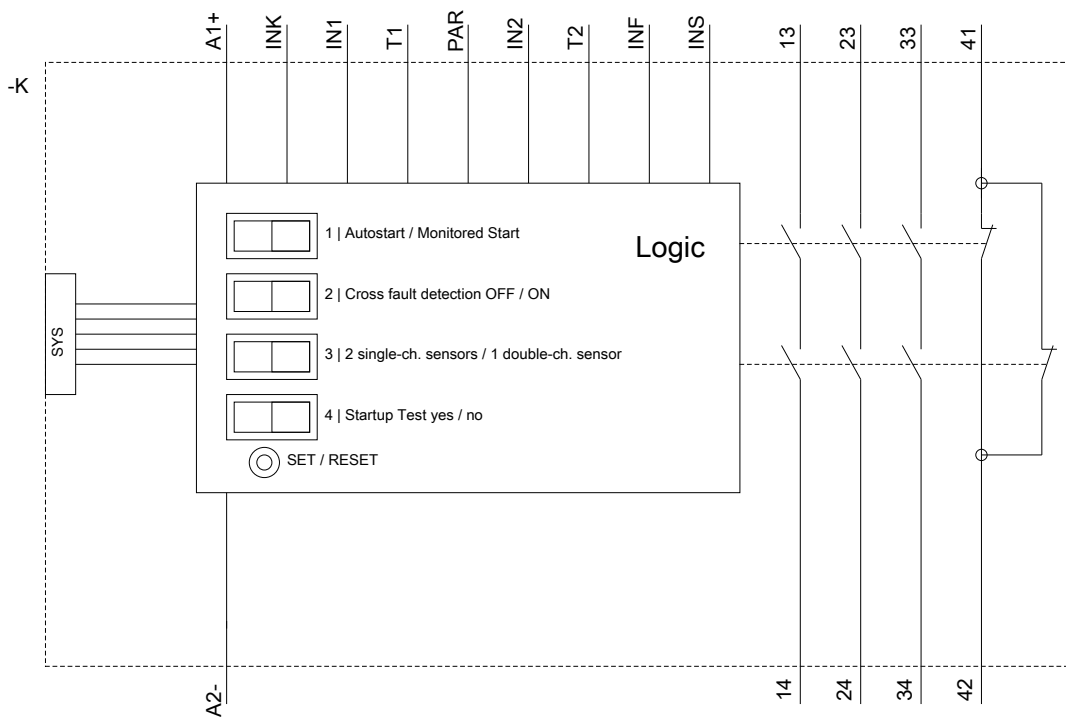 A1+
INK
IN1
T1
PAR
IN2
T2
INF
INS
13
23
33
41
-K
1 | Autostart / Monitored Start
Logic
2 | Cross fault detection OFF / ON
SYS
3 | 2 single-ch. sensors / 1 double-ch. sensor
4 | Startup Test yes / no
SET / RESET
A2-
14
24
34
42